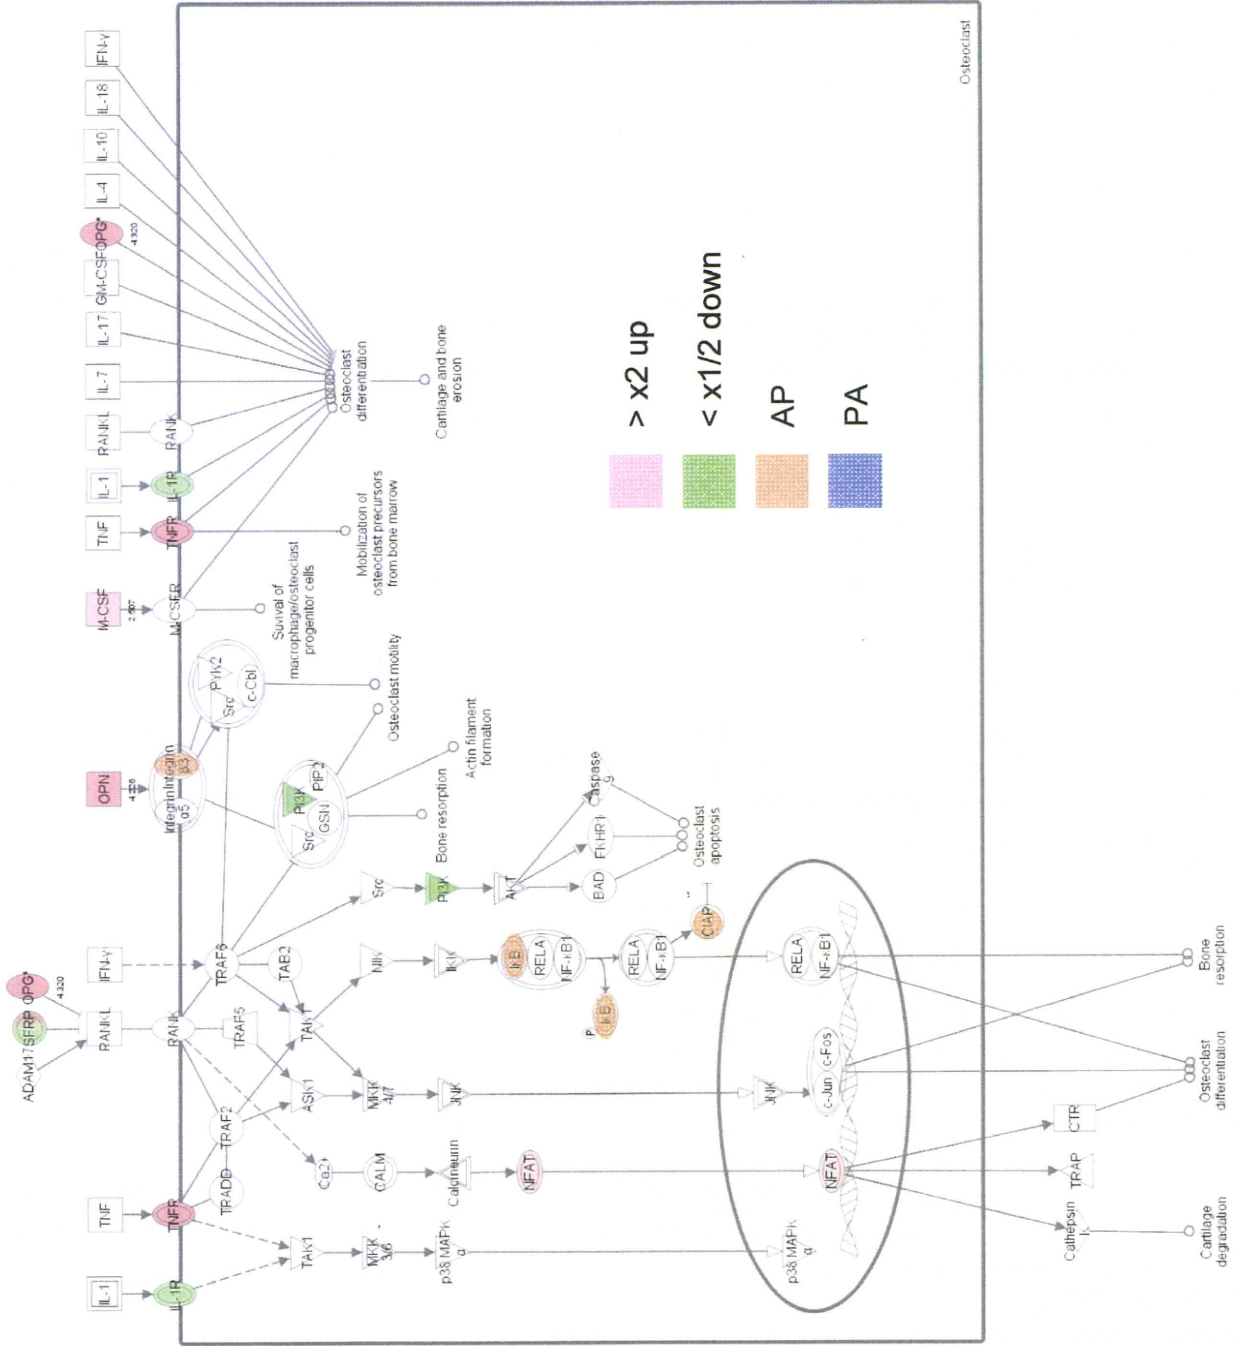 IL-1
TNF
ADAM17
SFRP
OPG*
4.320
IFN-γ
OPN
M-CSF
TNF
IL-1
RANKL
IL-7
IL-17
GM-CSF
OPG*
4.320
IL-4
IL-10
IL-18
IFN-γ
RANKL
IL-1R
TNFR
RANK
Integrin
α5
Integrin
β3
M-CSFR
TNFR
IL-1R
RANK
TRADD
TRAF2
TRAF5
TRAF6
TAB2
Src
PYK2
c-Cbl
Suvival of
macrophage/osteoclast
progenitor cells
Mobilization of
osteoclast precursors
from bone marrow
Osteoclast
differentiation
Cartilage and bone
erosion
TAK1
Ca2+
ASK1
TAK1
Src
GSN
PI3K
PIP2
Osteoclast motility
Actin filament
formation
Bone resorption
MKK
3/6
CALM
MKK
4/7
NIK
Src
p38 MAPK
α
Calcineurin
JNK
IKK
PI3K
NFAT
IκB
RELA
NF-κB1
AKT
P
IκB
RELA
NF-κB1
BAD
FKHR1
Caspase
9
CIAP
Osteoclast
apoptosis
p38 MAPK
α
NFAT
JNK
c-Jun
c-Fos
RELA
NF-κB1
> x2 up
< x1/2 down
AP
PA
Osteoclast
Cathepsin
K
TRAP
CTR
Cartilage
degradation
Osteoclast
differentiation
Bone
resorption